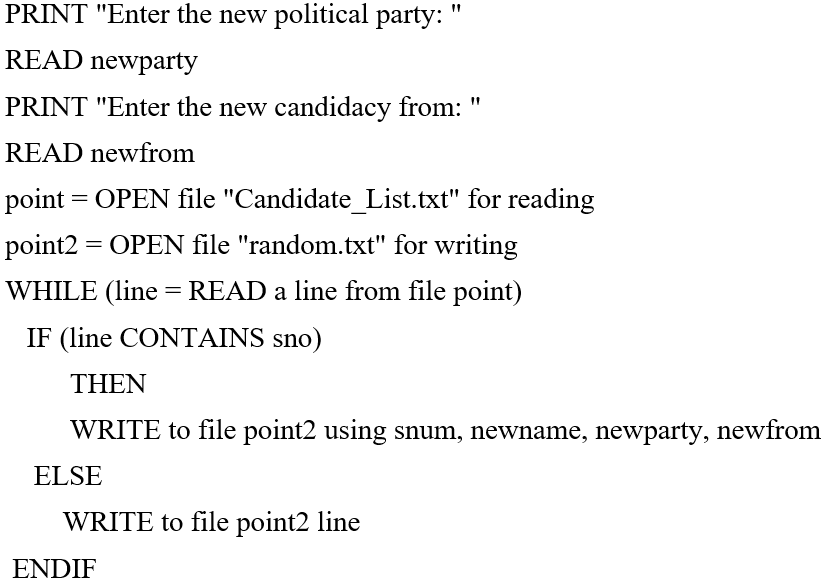 PRINT "Enter the new political party: "
READ newparty
PRINT "Enter the new candidacy from: "
READ newfrom
point = OPEN file "Candidate_List.txt" for reading
point2 = OPEN file "random.txt" for writing
WHILE (line = READ a line from file point)
IF (line CONTAINS sno)
THEN
WRITE to file point2 using snum, newname, newparty, newfrom
ELSE
WRITE to file point2 line
ENDIF